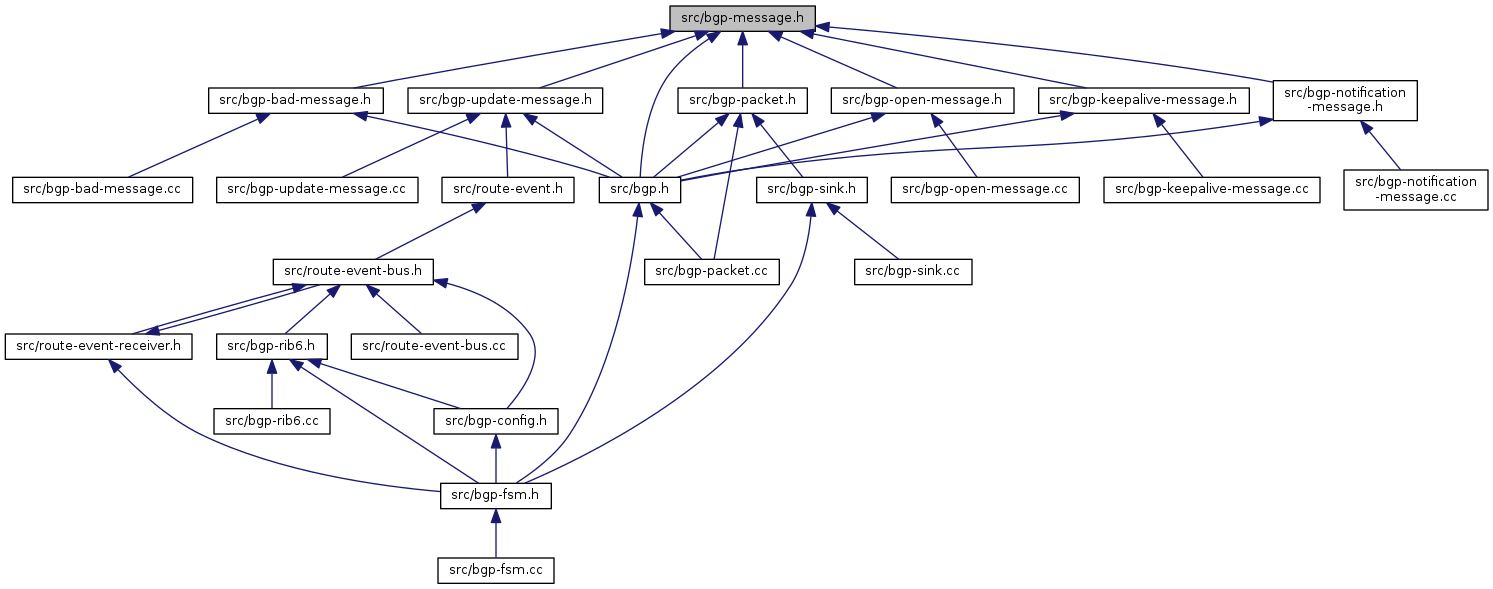 src/bgp-message.h
src/bgp-bad-message.h
src/bgp-update-message.h
src/bgp-packet.h
src/bgp-open-message.h
src/bgp-keepalive-message.h
src/bgp-notification
-message.h
src/bgp-bad-message.cc
src/bgp-update-message.cc
src/route-event.h
src/bgp.h
src/bgp-sink.h
src/bgp-open-message.cc
src/bgp-keepalive-message.cc
src/bgp-notification
-message.cc
src/route-event-bus.h
src/bgp-packet.cc
src/bgp-sink.cc
src/route-event-receiver.h
src/bgp-rib6.h
src/route-event-bus.cc
src/bgp-rib6.cc
src/bgp-config.h
src/bgp-fsm.h
src/bgp-fsm.cc